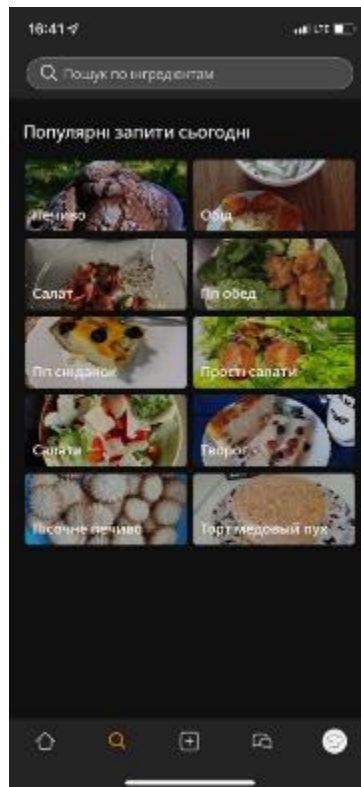 16:41
LTE
Пошук по інгредієнтам
Популярні запити сьогодні
Печиво
Обід
Салат
Пп обед
Пп сніданок
Прості салати
Салати
Творог
Пісочне печиво
Торт медовый пух